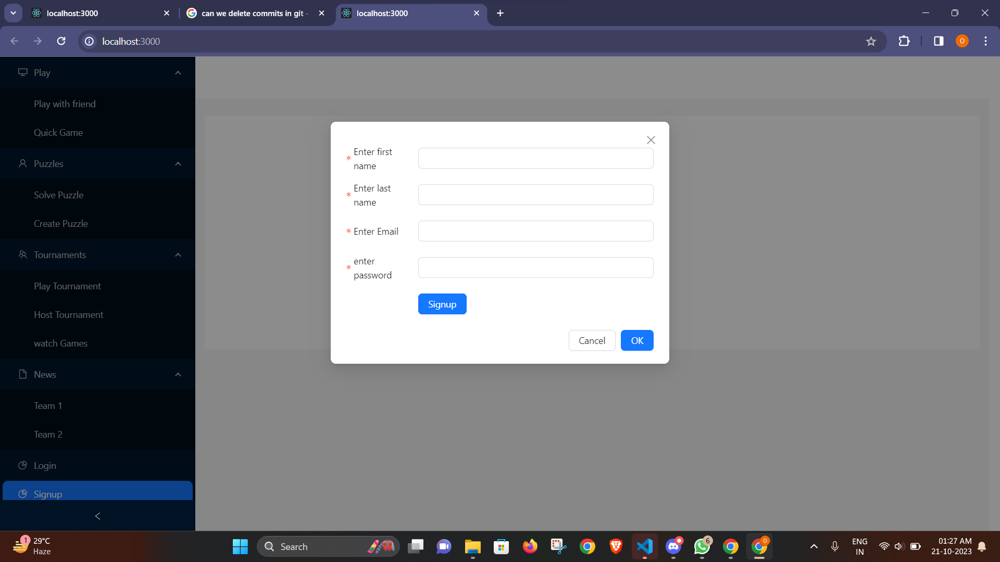 localhost:3000
can we delete commits in git -
localhost:3000
localhost:3000
O
Play
Play with friend
Quick Game
Puzzles
Solve Puzzle
Create Puzzle
Tournaments
Play Tournament
Host Tournament
watch Games
News
Team 1
Team 2
Login
Signup
* Enter first
name
* Enter last
name
* Enter Email
* enter
password
Signup
Cancel
OK
1
29°C
Haze
Search
6
O
ENG
IN
01:27 AM
21-10-2023